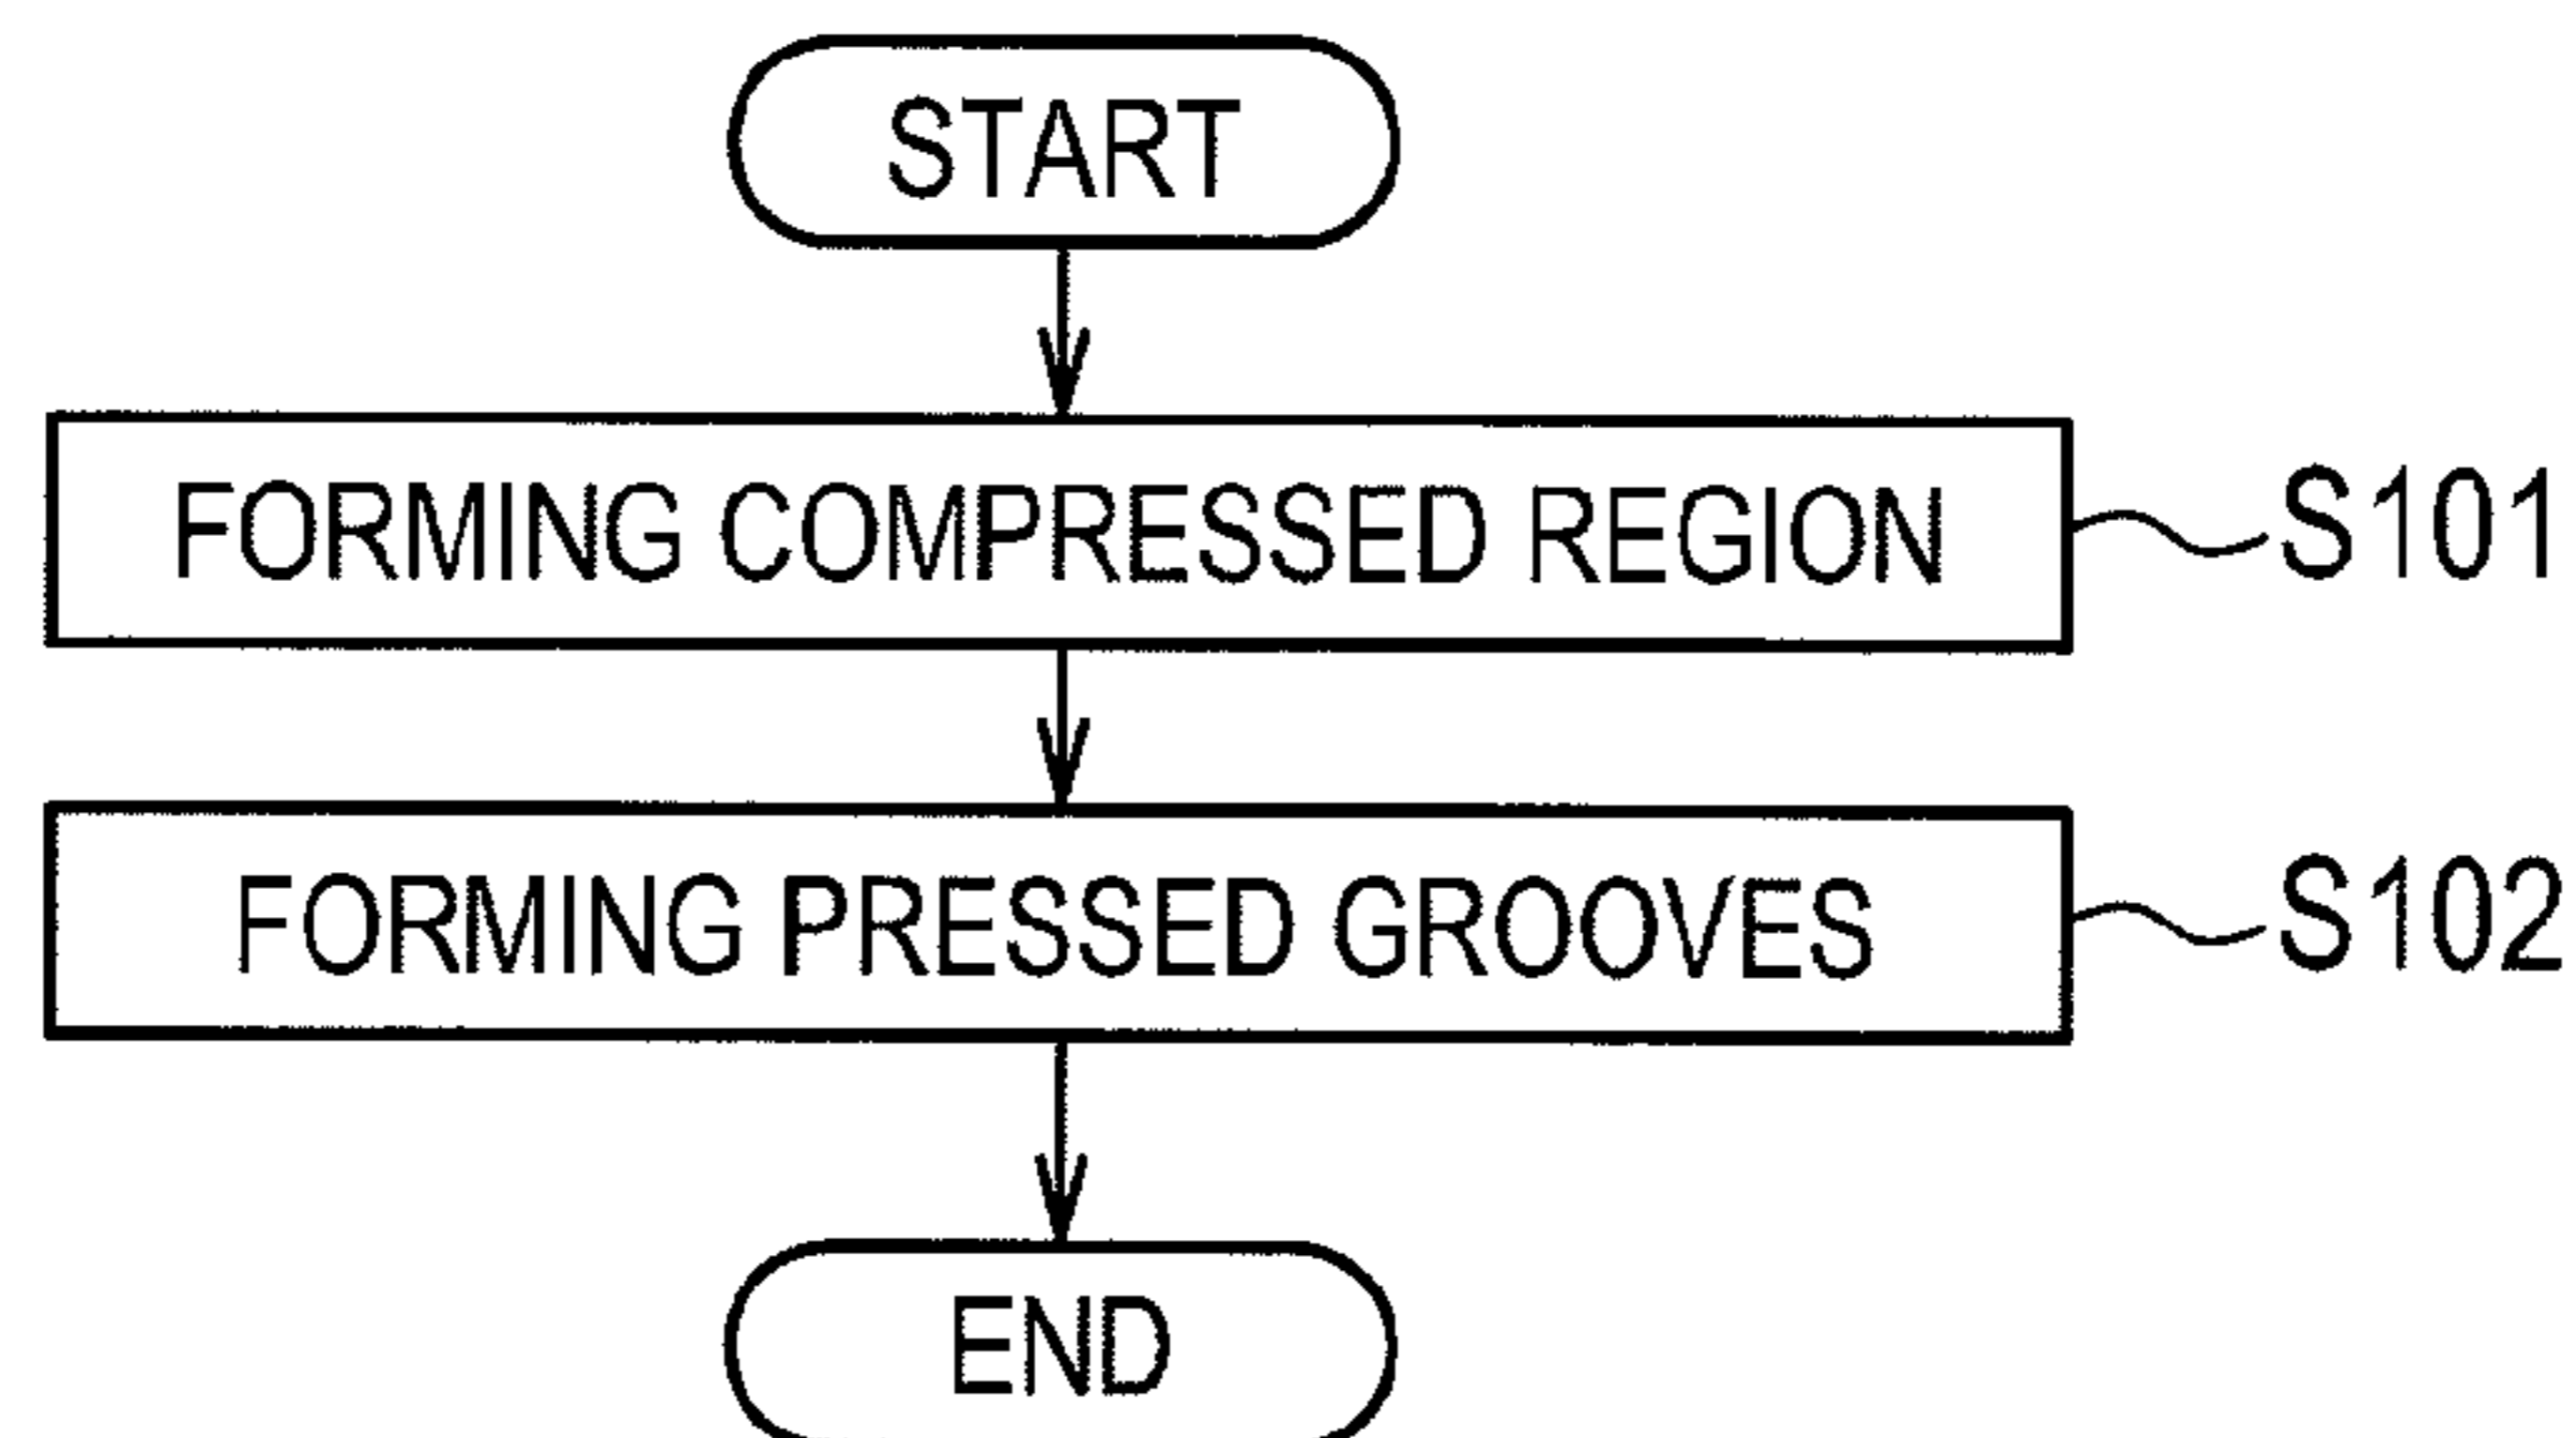 START
FORMING COMPRESSED REGION S101
FORMING PRESSED GROOVES S102
END